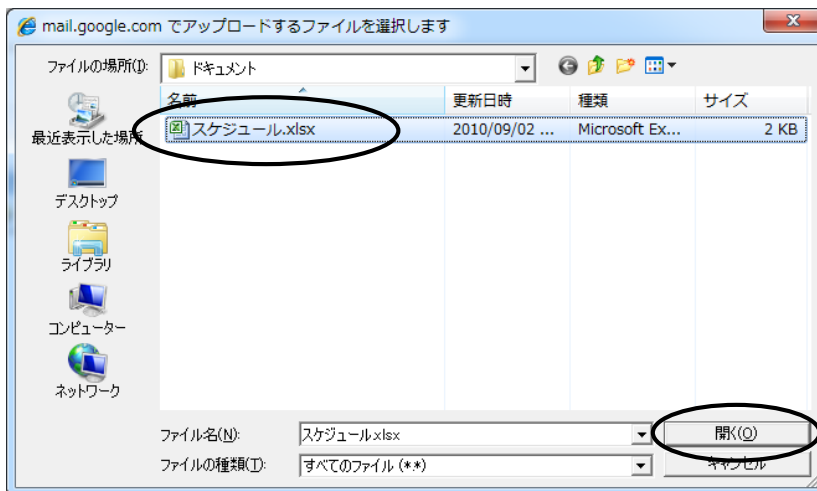 mail.google.com でアップロードするファイルを選択します
ファイルの場所(I):
ドキュメント
名前
更新日時
種類
サイズ
スケジュール.xlsx
2010/09/02 ...
Microsoft Ex...
2 KB
最近表示した場所
デスクトップ
ライブラリ
コンピューター
ネットワーク
ファイル名(N):
スケジュール.xlsx
開く(O)
ファイルの種類(T):
すべてのファイル (*.*)
キャンセル